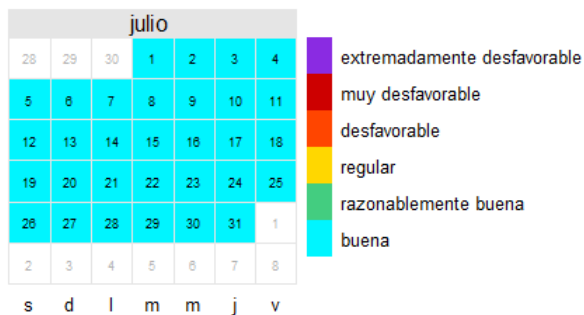 julio
28 29 30 1 2 3 4
5 6 7 8 9 10 11
12 13 14 15 16 17 18
19 20 21 22 23 24 25
26 27 28 29 30 31 1
2 3 4 5 6 7 8
s d l m m j v
extremadamente desfavorable
muy desfavorable
desfavorable
regular
razonablemente buena
buena